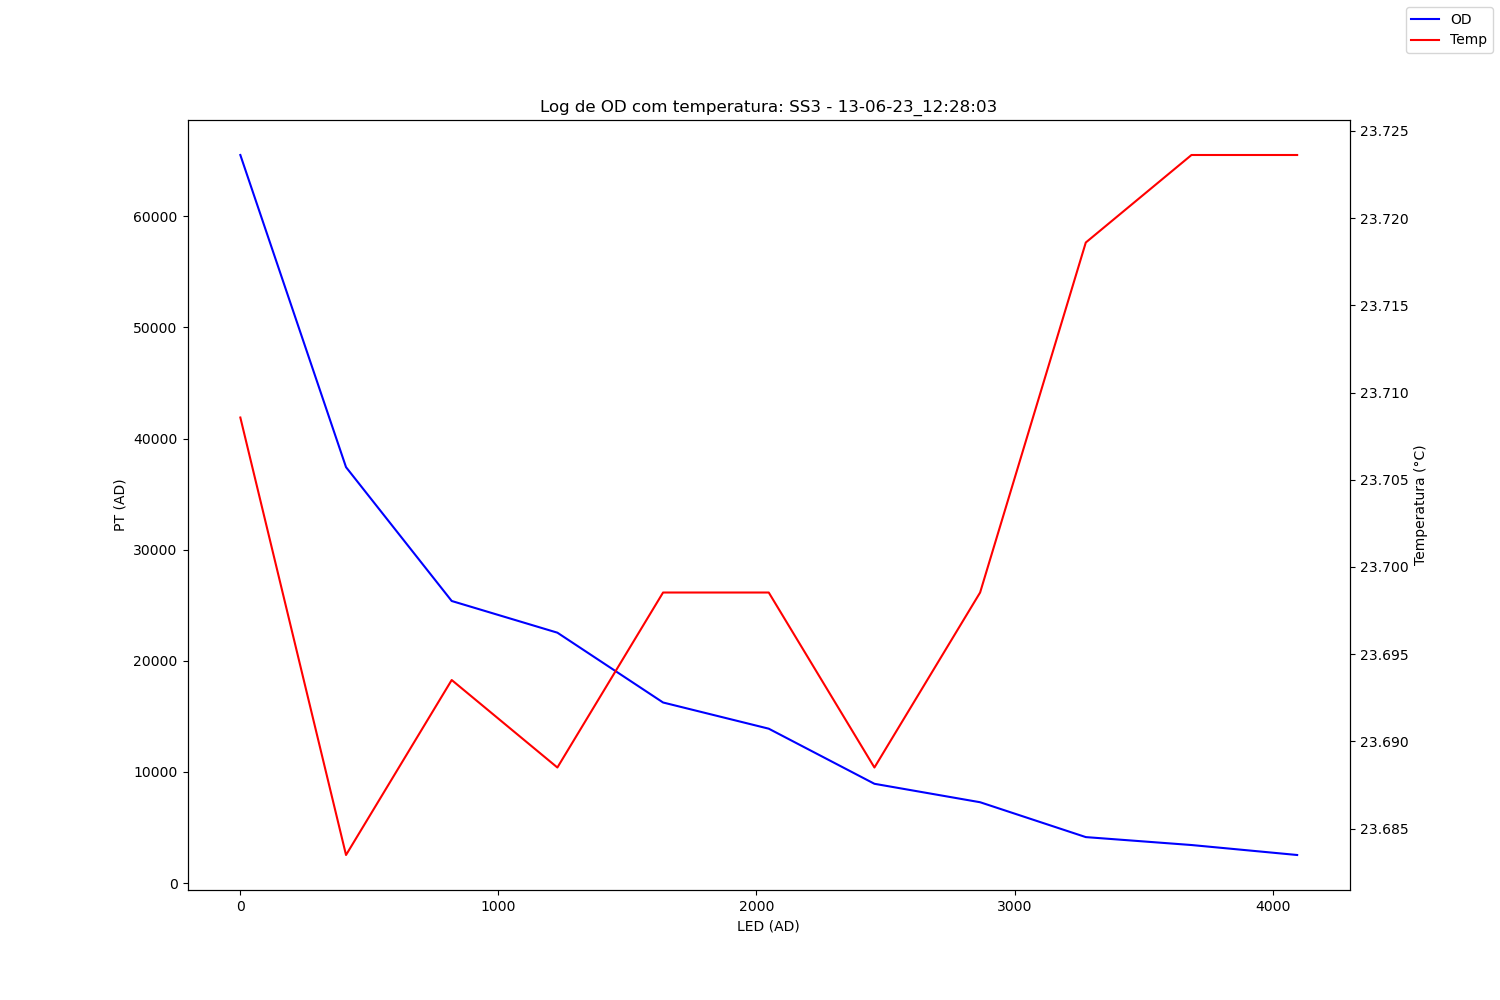 OD
Temp
Log de OD com temperatura: SS3 - 13-06-23_12:28:03
PT (AD)
60000
50000
40000
30000
20000
10000
0
23.725
23.720
23.715
23.710
23.705
23.700
23.695
23.690
23.685
Temperatura (°C)
0 1000 2000 3000 4000
LED (AD)